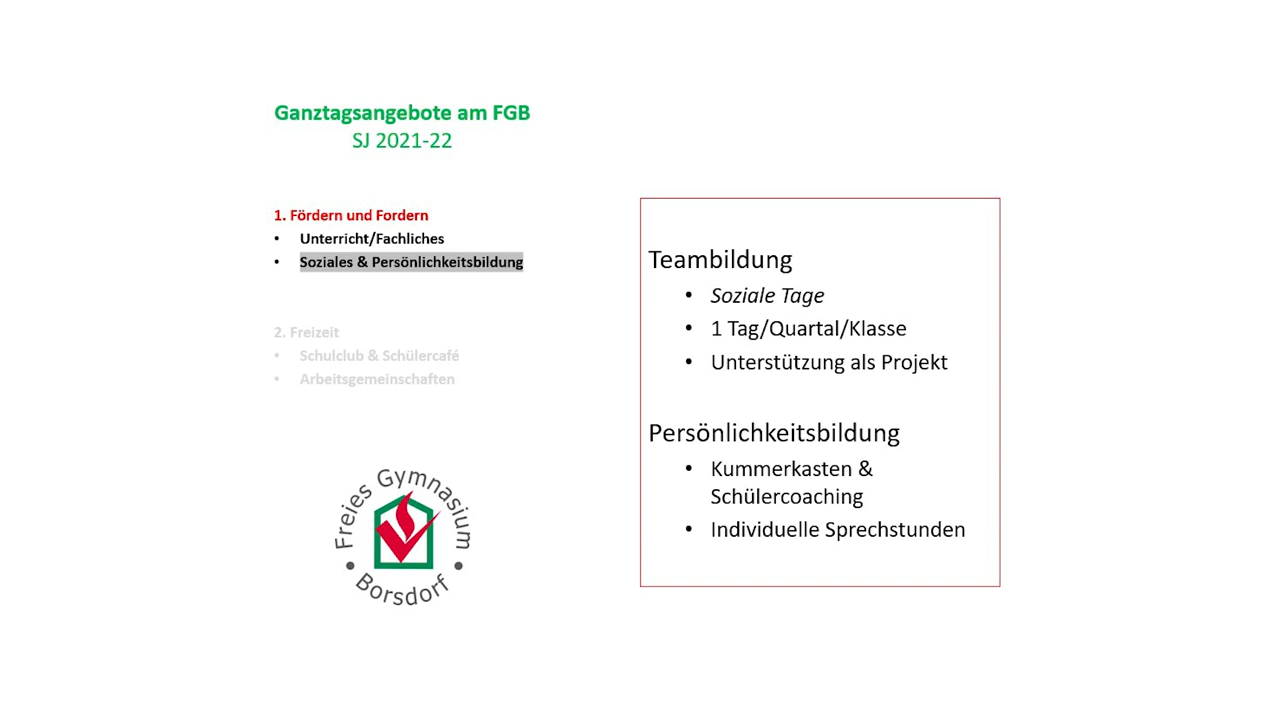 Ganztagsangebote am FGB
SJ 2021-22
1. Fördern und Fordern
• Unterricht/Fachliches
• Soziales & Persönlichkeitsbildung
2. Freizeit
• Schulclub & Schülercafé
• Arbeitsgemeinschaften
Freies Gymnasium
• Borsdorf •
Teambildung
• Soziale Tage
• 1 Tag/Quartal/Klasse
• Unterstützung als Projekt
Persönlichkeitsbildung
• Kummerkasten &
Schülercoaching
• Individuelle Sprechstunden